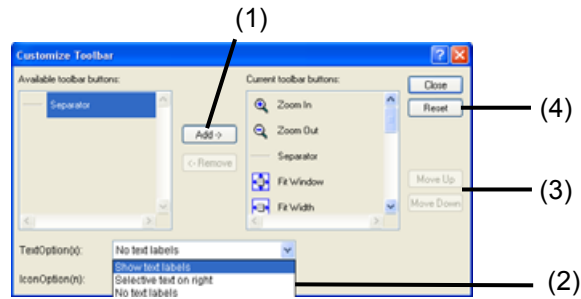 (1)
Customize Toolbar
Available toolbar buttons:
Current toolbar buttons:
Close
Separator
Zoom In
Reset
(4)
Add ->
Zoom Out
<- Remove
Separator
Fit Window
Move Up
(3)
Fit Width
Move Down
TextOption(x):
No text labels
Show text labels
IconOption(n):
Selective text on right
(2)
No text labels